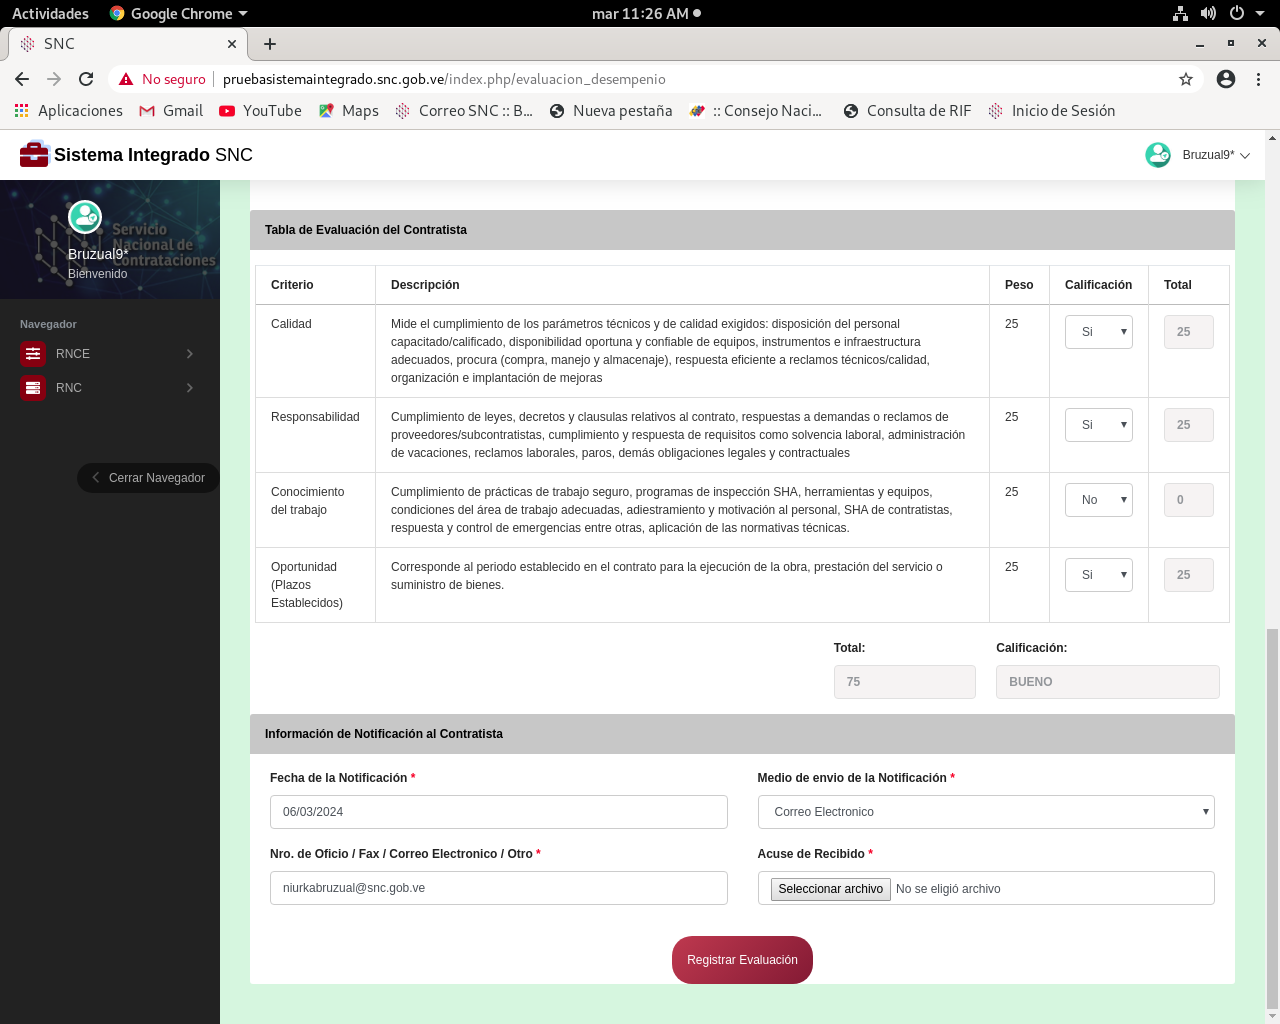 Actividades Google Chrome mar 11:26 AM
SNC
No seguro pruebasistemaintegrado.snc.gob.ve/index.php/evaluacion_desempenio
Aplicaciones Gmail YouTube Maps Correo SNC :: B... Nueva pestaña :: Consejo Naci... Consulta de RIF Inicio de Sesión
Sistema Integrado SNC
Bruzual9*
Servicio
Nacional de
Contrataciones
Bruzual9*
Bienvenido
Navegador
RNCE
RNC
Cerrar Navegador
Tabla de Evaluación del Contratista
Criterio Descripción Peso Calificación Total
Calidad Mide el cumplimiento de los parámetros técnicos y de calidad exigidos: disposición del personal 25 Si 25
capacitado/calificado, disponibilidad oportuna y confiable de equipos, instrumentos e infraestructura
adecuados, procura (compra, manejo y almacenaje), respuesta eficiente a reclamos técnicos/calidad,
organización e implantación de mejoras
Responsabilidad Cumplimiento de leyes, decretos y clausulas relativos al contrato, respuestas a demandas o reclamos de 25 Si 25
proveedores/subcontratistas, cumplimiento y respuesta de requisitos como solvencia laboral, administración
de vacaciones, reclamos laborales, paros, demás obligaciones legales y contractuales
Conocimiento Cumplimiento de prácticas de trabajo seguro, programas de inspección SHA, herramientas y equipos, 25 No 0
del trabajo condiciones del área de trabajo adecuadas, adiestramiento y motivación al personal, SHA de contratistas,
respuesta y control de emergencias entre otras, aplicación de las normativas técnicas.
Oportunidad Corresponde al periodo establecido en el contrato para la ejecución de la obra, prestación del servicio o 25 Si 25
(Plazos suministro de bienes.
Establecidos)
Total: Calificación:
75 BUENO
Información de Notificación al Contratista
Fecha de la Notificación * Medio de envio de la Notificación *
06/03/2024 Correo Electronico
Nro. de Oficio / Fax / Correo Electronico / Otro * Acuse de Recibido *
niurkabruzual@snc.gob.ve Seleccionar archivo No se eligió archivo
Registrar Evaluación